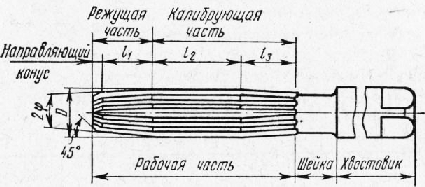 Режущая Калибрующая
часть часть
Направляющий
конус
l1 l2 l3
2φ
D
45°
Рабочая часть Шейка Хвостовик